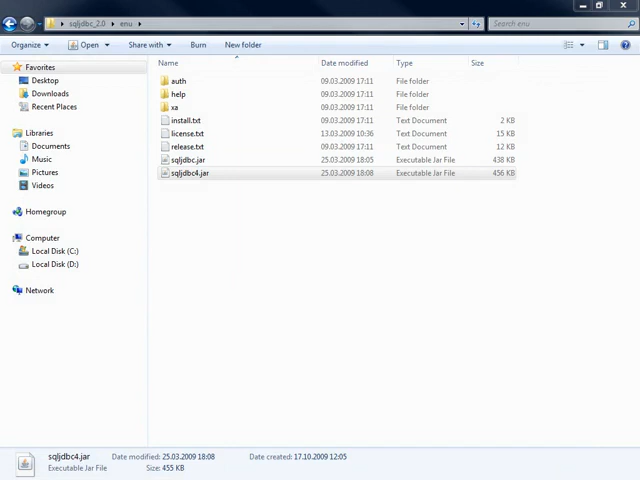 sqljdbc_2.0 enu Search enu
Organize Open Share with Burn New folder
Name Date modified Type Size
Favorites
Desktop
Downloads
Recent Places
Libraries
Documents
Music
Pictures
Videos
Homegroup
Computer
Local Disk (C:)
Local Disk (D:)
Network
auth 09.03.2009 17:11 File folder
help 09.03.2009 17:11 File folder
xa 09.03.2009 17:11 File folder
install.txt 09.03.2009 17:11 Text Document 2 KB
license.txt 13.03.2009 10:36 Text Document 15 KB
release.txt 09.03.2009 17:11 Text Document 12 KB
sqljdbc.jar 25.03.2009 18:05 Executable Jar File 438 KB
sqljdbc4.jar 25.03.2009 18:08 Executable Jar File 456 KB
sqljdbc4.jar Date modified: 25.03.2009 18:08 Date created: 17.10.2009 12:05
Executable Jar File Size: 455 KB